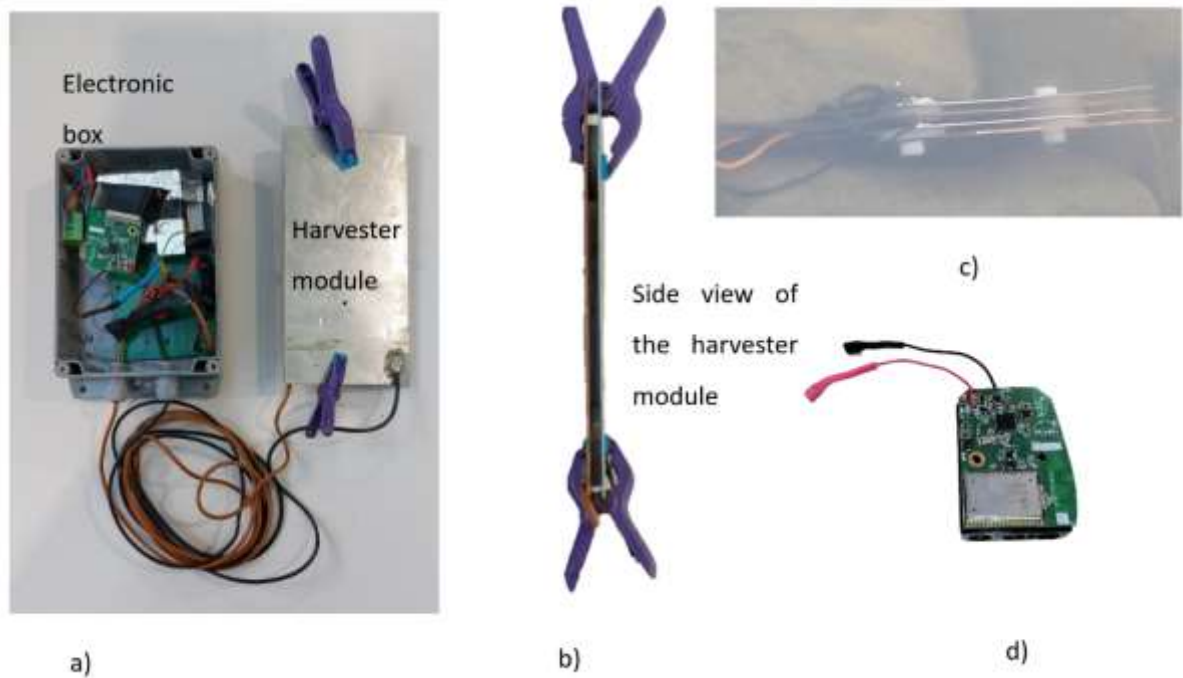 Electronic
box
Harvester
module
Side view of
the harvester
module
c)
a)
b)
d)